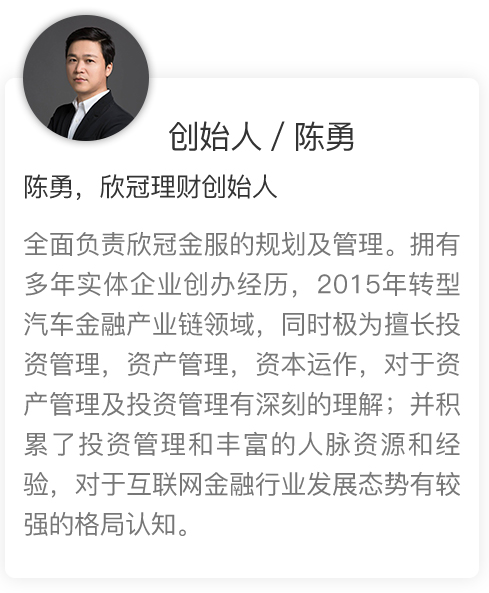 创始人 / 陈勇
陈勇，欣冠理财创始人
全面负责欣冠金服的规划及管理。拥有
多年实体企业创办经历，2015年转型
汽车金融产业链领域，同时极为擅长投
资管理，资产管理，资本运作，对于资
产管理及投资管理有深刻的理解；并积
累了投资管理和丰富的人脉资源和经
验，对于互联网金融行业发展态势有较
强的格局认知。